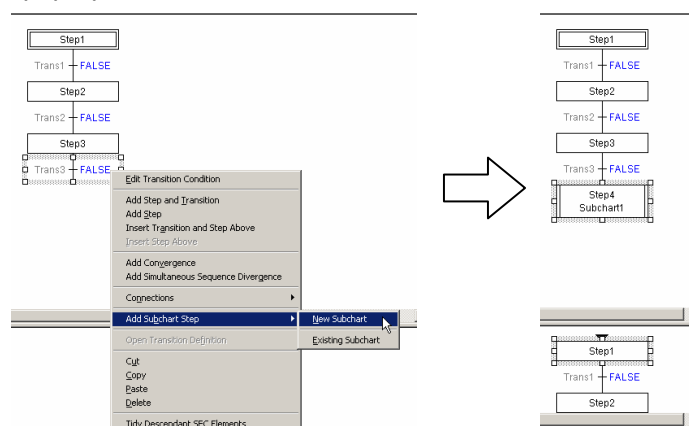 Step1
Trans1 FALSE
Step2
Trans2 FALSE
Step3
Trans3 FALSE
Edit Transition Condition
Add Step and Transition
Add Step
Insert Transition and Step Above
Insert Step Above
Add Convergence
Add Simultaneous Sequence Divergence
Connections
Add Subchart Step
New Subchart
Existing Subchart
Open Transition Definition
Cut
Copy
Paste
Delete
Tidy Descendant SFC Elements
Step1
Trans1 FALSE
Step2
Trans2 FALSE
Step3
Trans3 FALSE
Step4
Subchart1
Step1
Trans1 FALSE
Step2